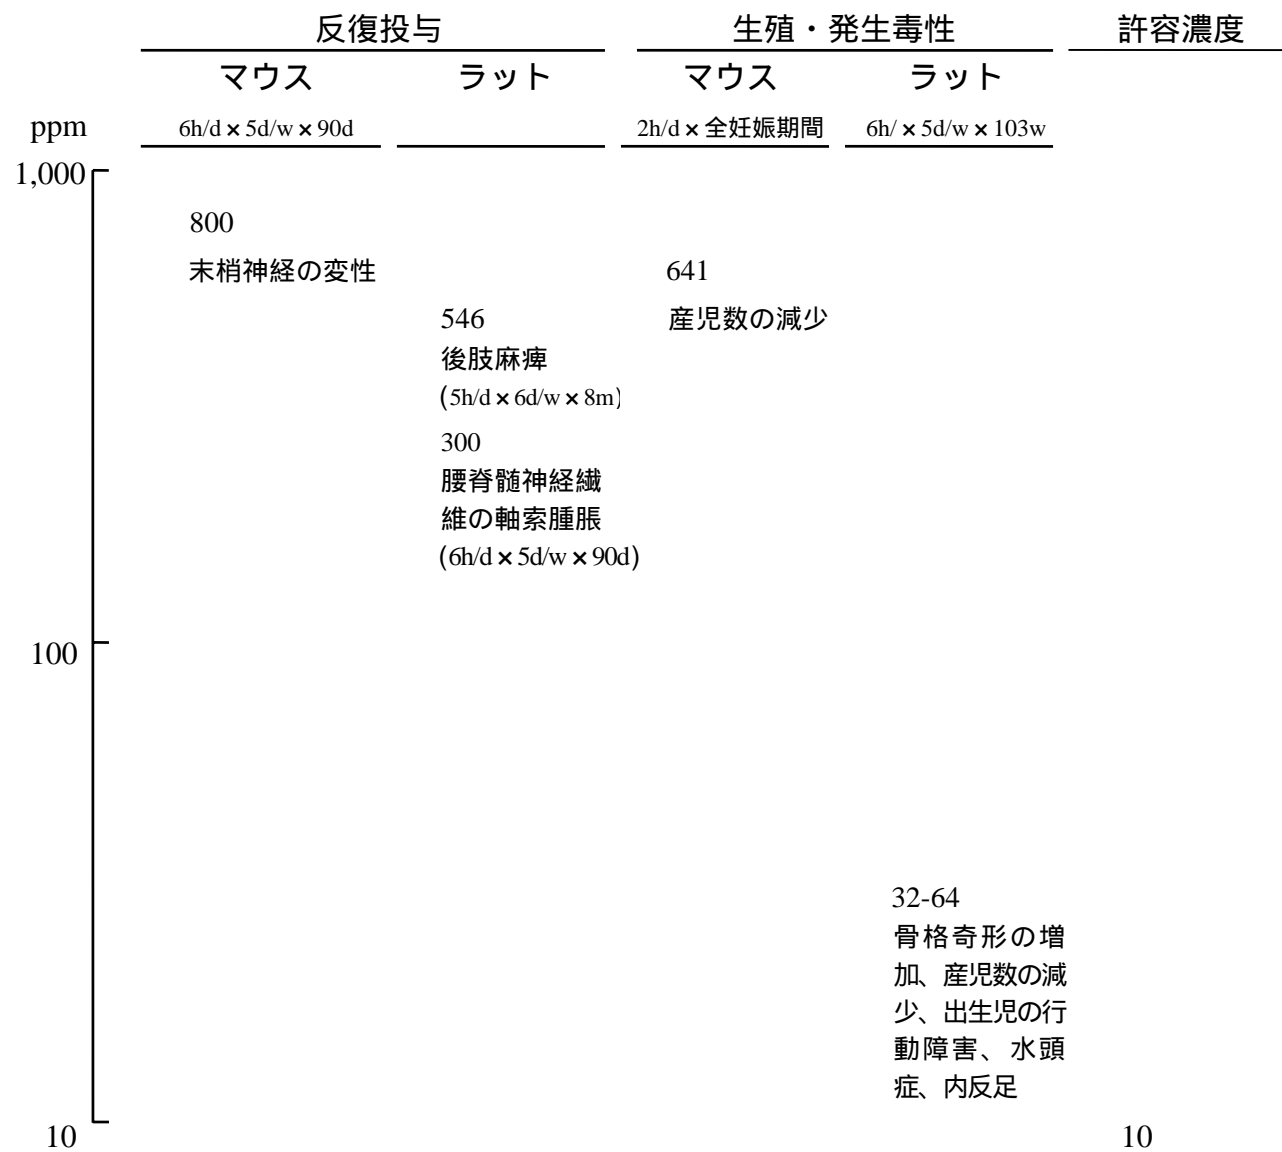 反復投与 生殖・発生毒性 許容濃度
マウス ラット マウス ラット
ppm 6h/d×5d/w×90d 2h/d×全妊娠期間 6h/×5d/w×103w
1,000
800
末梢神経の変性 641
546 産児数の減少
後肢麻痺
(5h/d×6d/w×8m)
300
腰脊髄神経繊
維の軸索腫脹
(6h/d×5d/w×90d)
100
32-64
骨格奇形の増
加、産児数の減
少、出生児の行
動障害、水頭
症、内反足
10 10